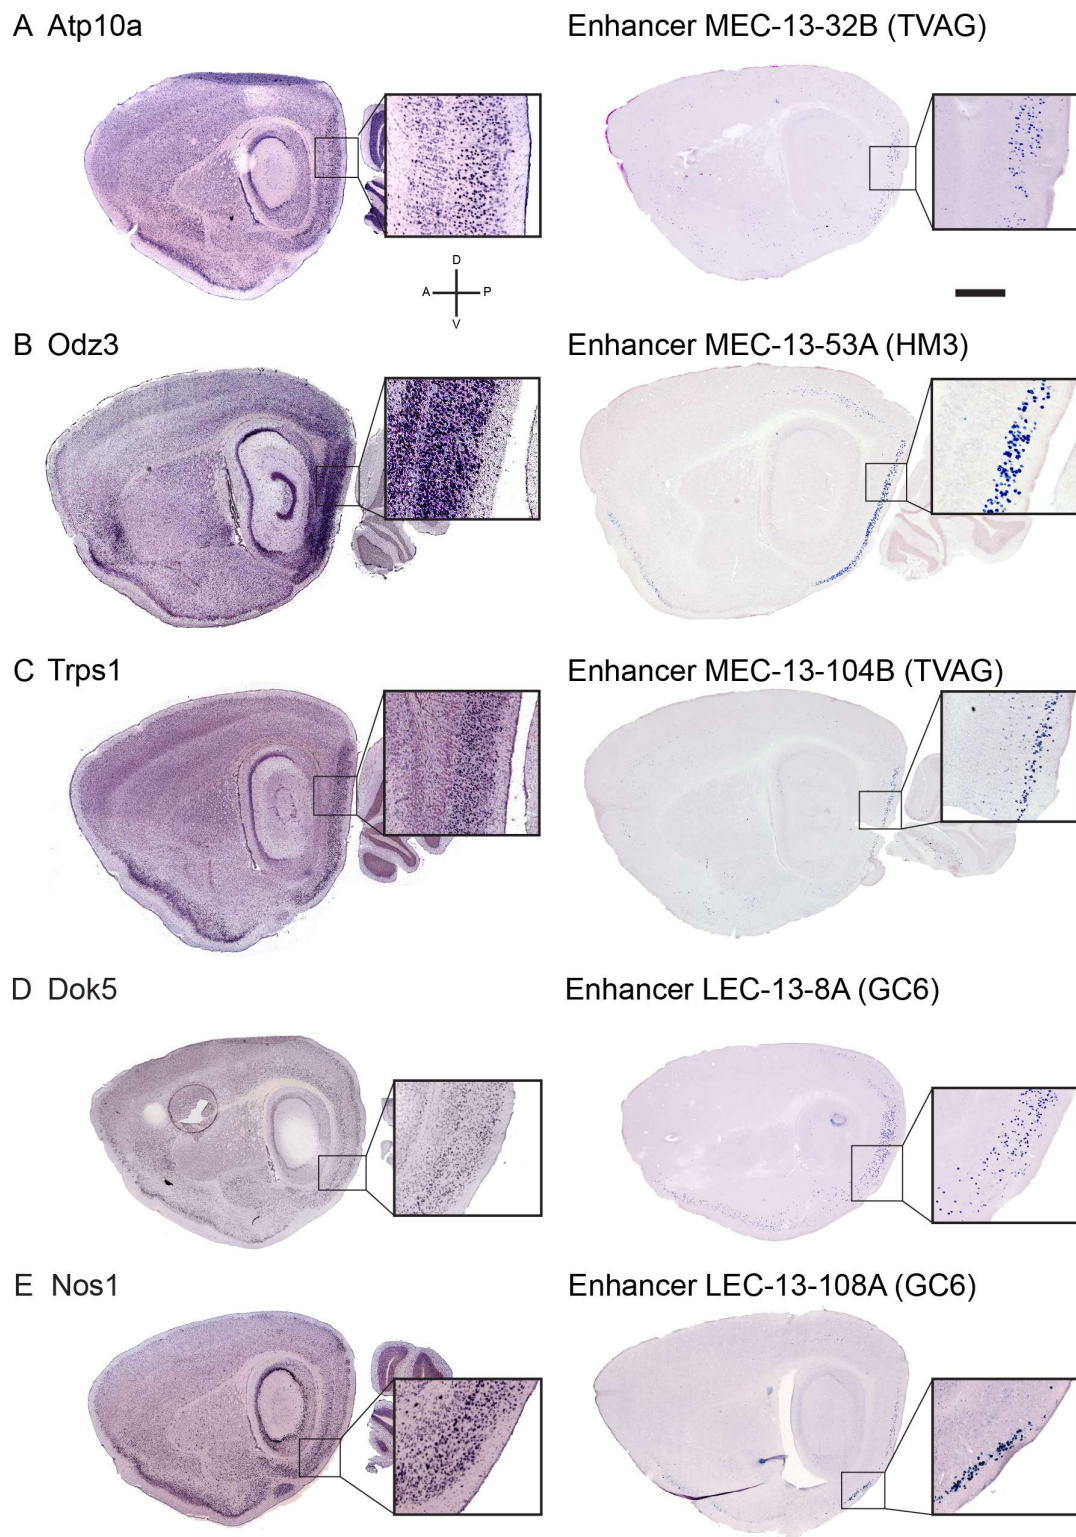 A Atp10a
Enhancer MEC-13-32B (TVAG)
D
A P
V
B Odz3
Enhancer MEC-13-53A (HM3)
C Trps1
Enhancer MEC-13-104B (TVAG)
D Dok5
Enhancer LEC-13-8A (GC6)
E Nos1
Enhancer LEC-13-108A (GC6)